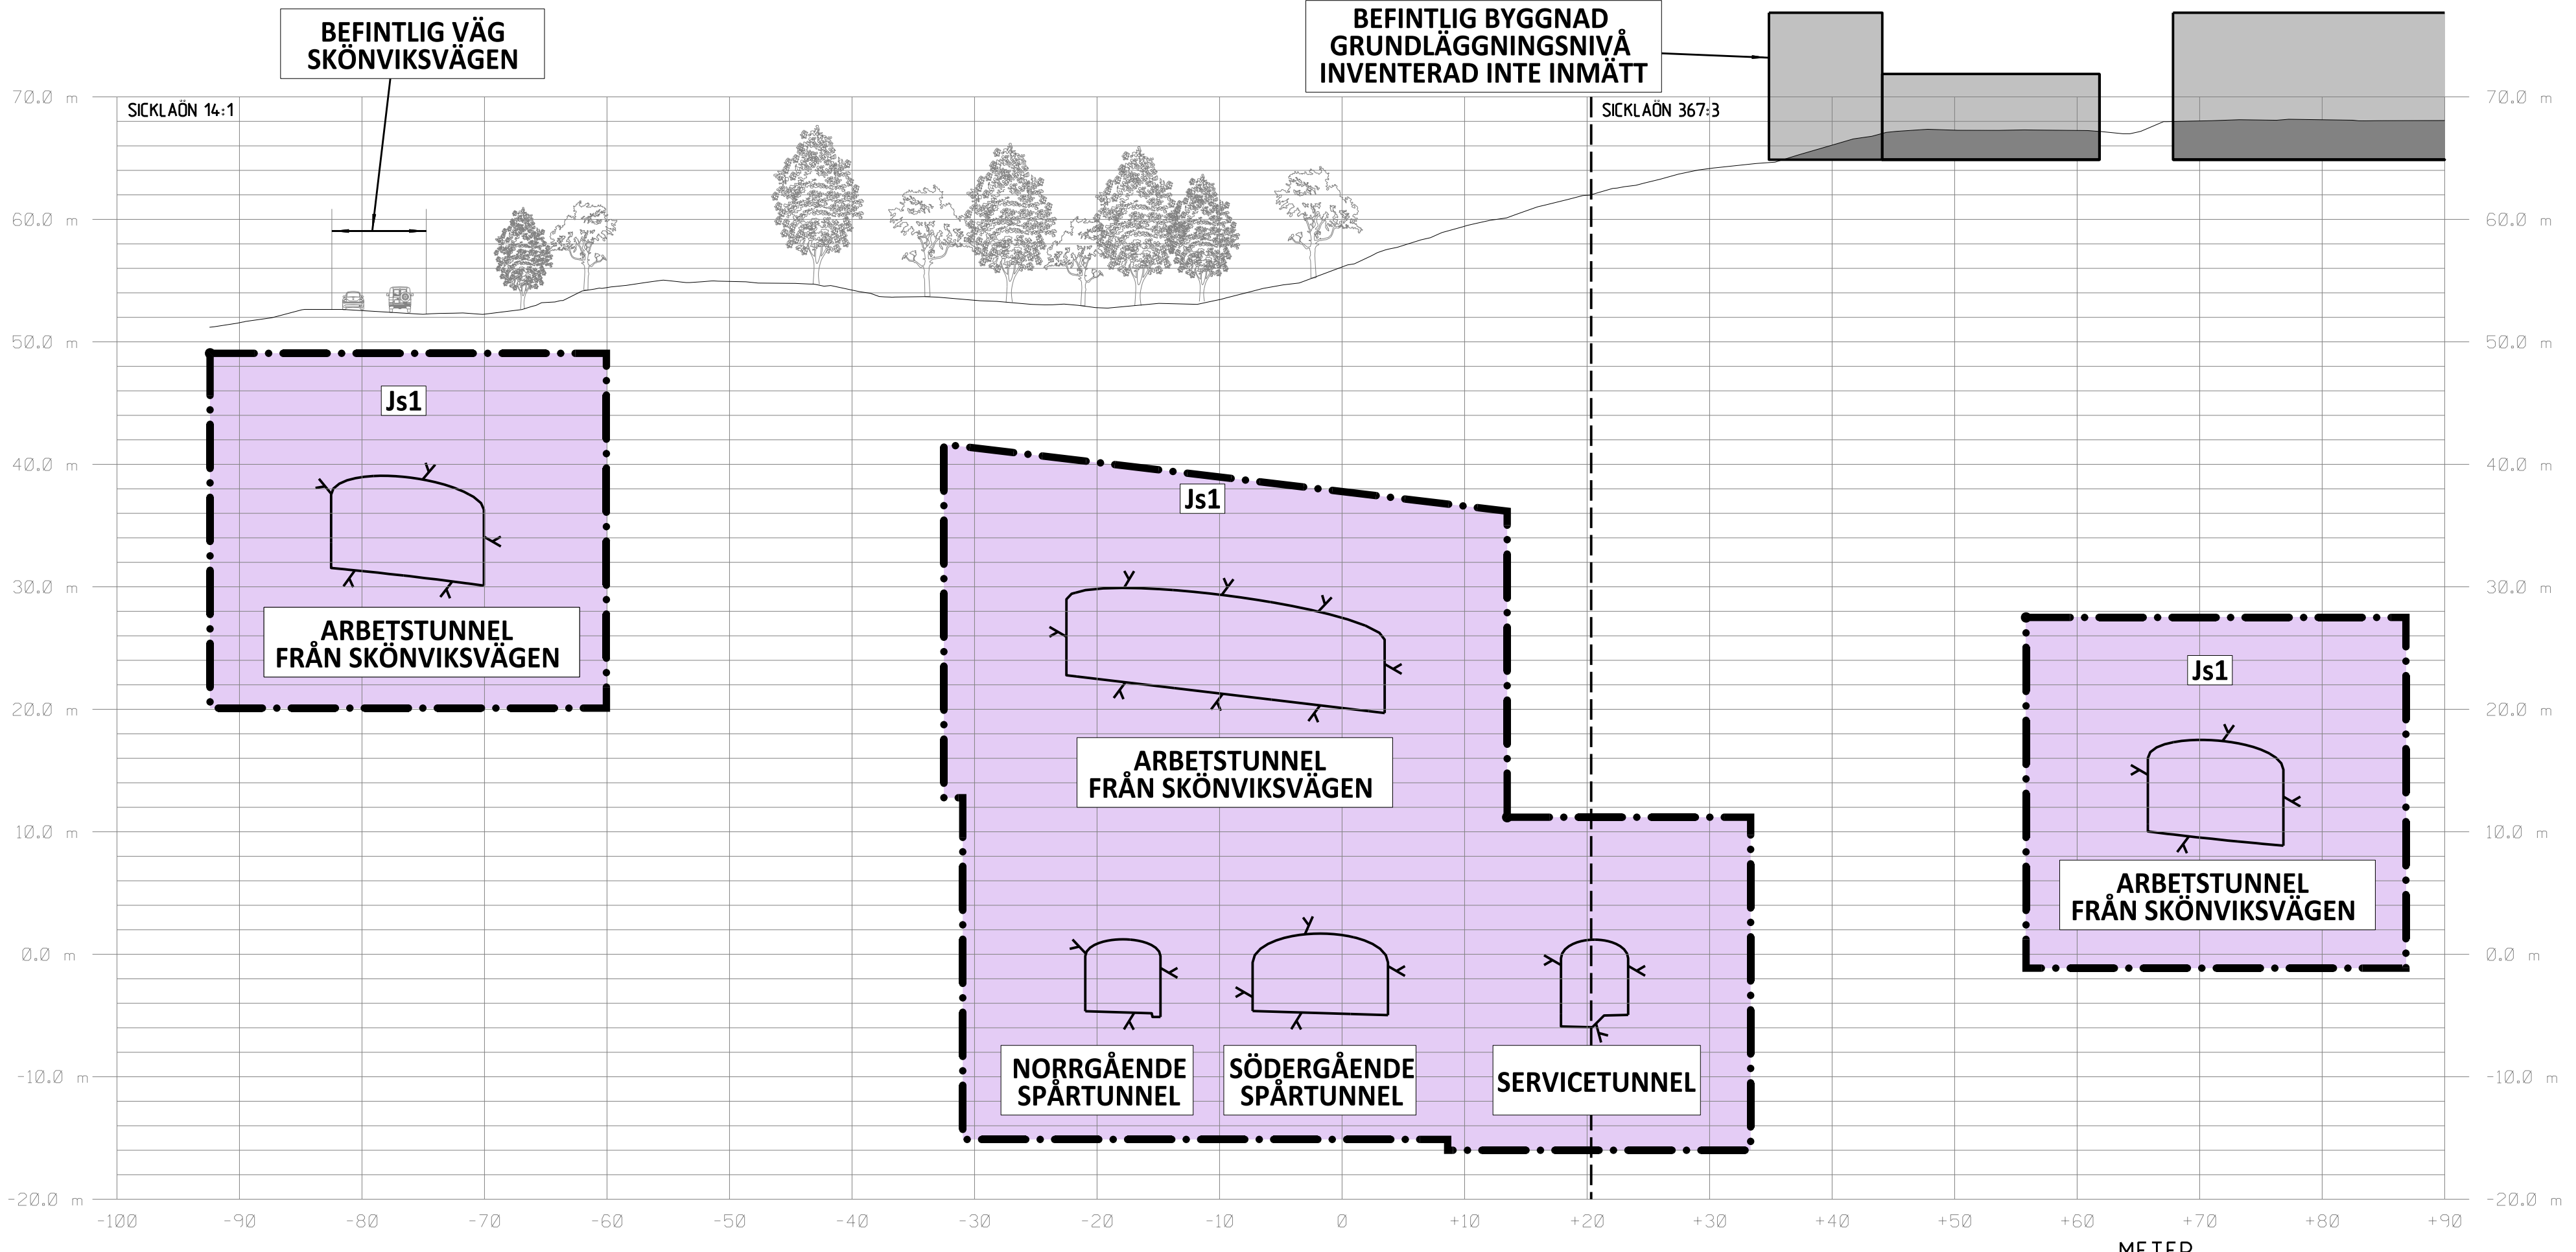 BEFINTLIG VÄG
SKÖNVIKSVÄGEN
BEFINTLIG BYGGNAD
GRUNDLÄGGNINGSNIVÅ
INVENTERAD INTE INMÄTT
70.0 m
SICKLAÖN 14:1
SICKLAÖN 367:3
70.0 m
60.0 m
60.0 m
50.0 m
50.0 m
Js1
40.0 m
Js1
40.0 m
30.0 m
30.0 m
ARBETSTUNNEL
FRÅN SKÖNVIKSVÄGEN
Js1
20.0 m
20.0 m
ARBETSTUNNEL
FRÅN SKÖNVIKSVÄGEN
10.0 m
10.0 m
ARBETSTUNNEL
FRÅN SKÖNVIKSVÄGEN
0.0 m
0.0 m
NORRGÅENDE
SPÅRTUNNEL
SÖDERGÅENDE
SPÅRTUNNEL
SERVICETUNNEL
-10.0 m
-10.0 m
-20.0 m
-20.0 m
-100 -90 -80 -70 -60 -50 -40 -30 -20 -10 0 +10 +20 +30 +40 +50 +60 +70 +80 +90
METER